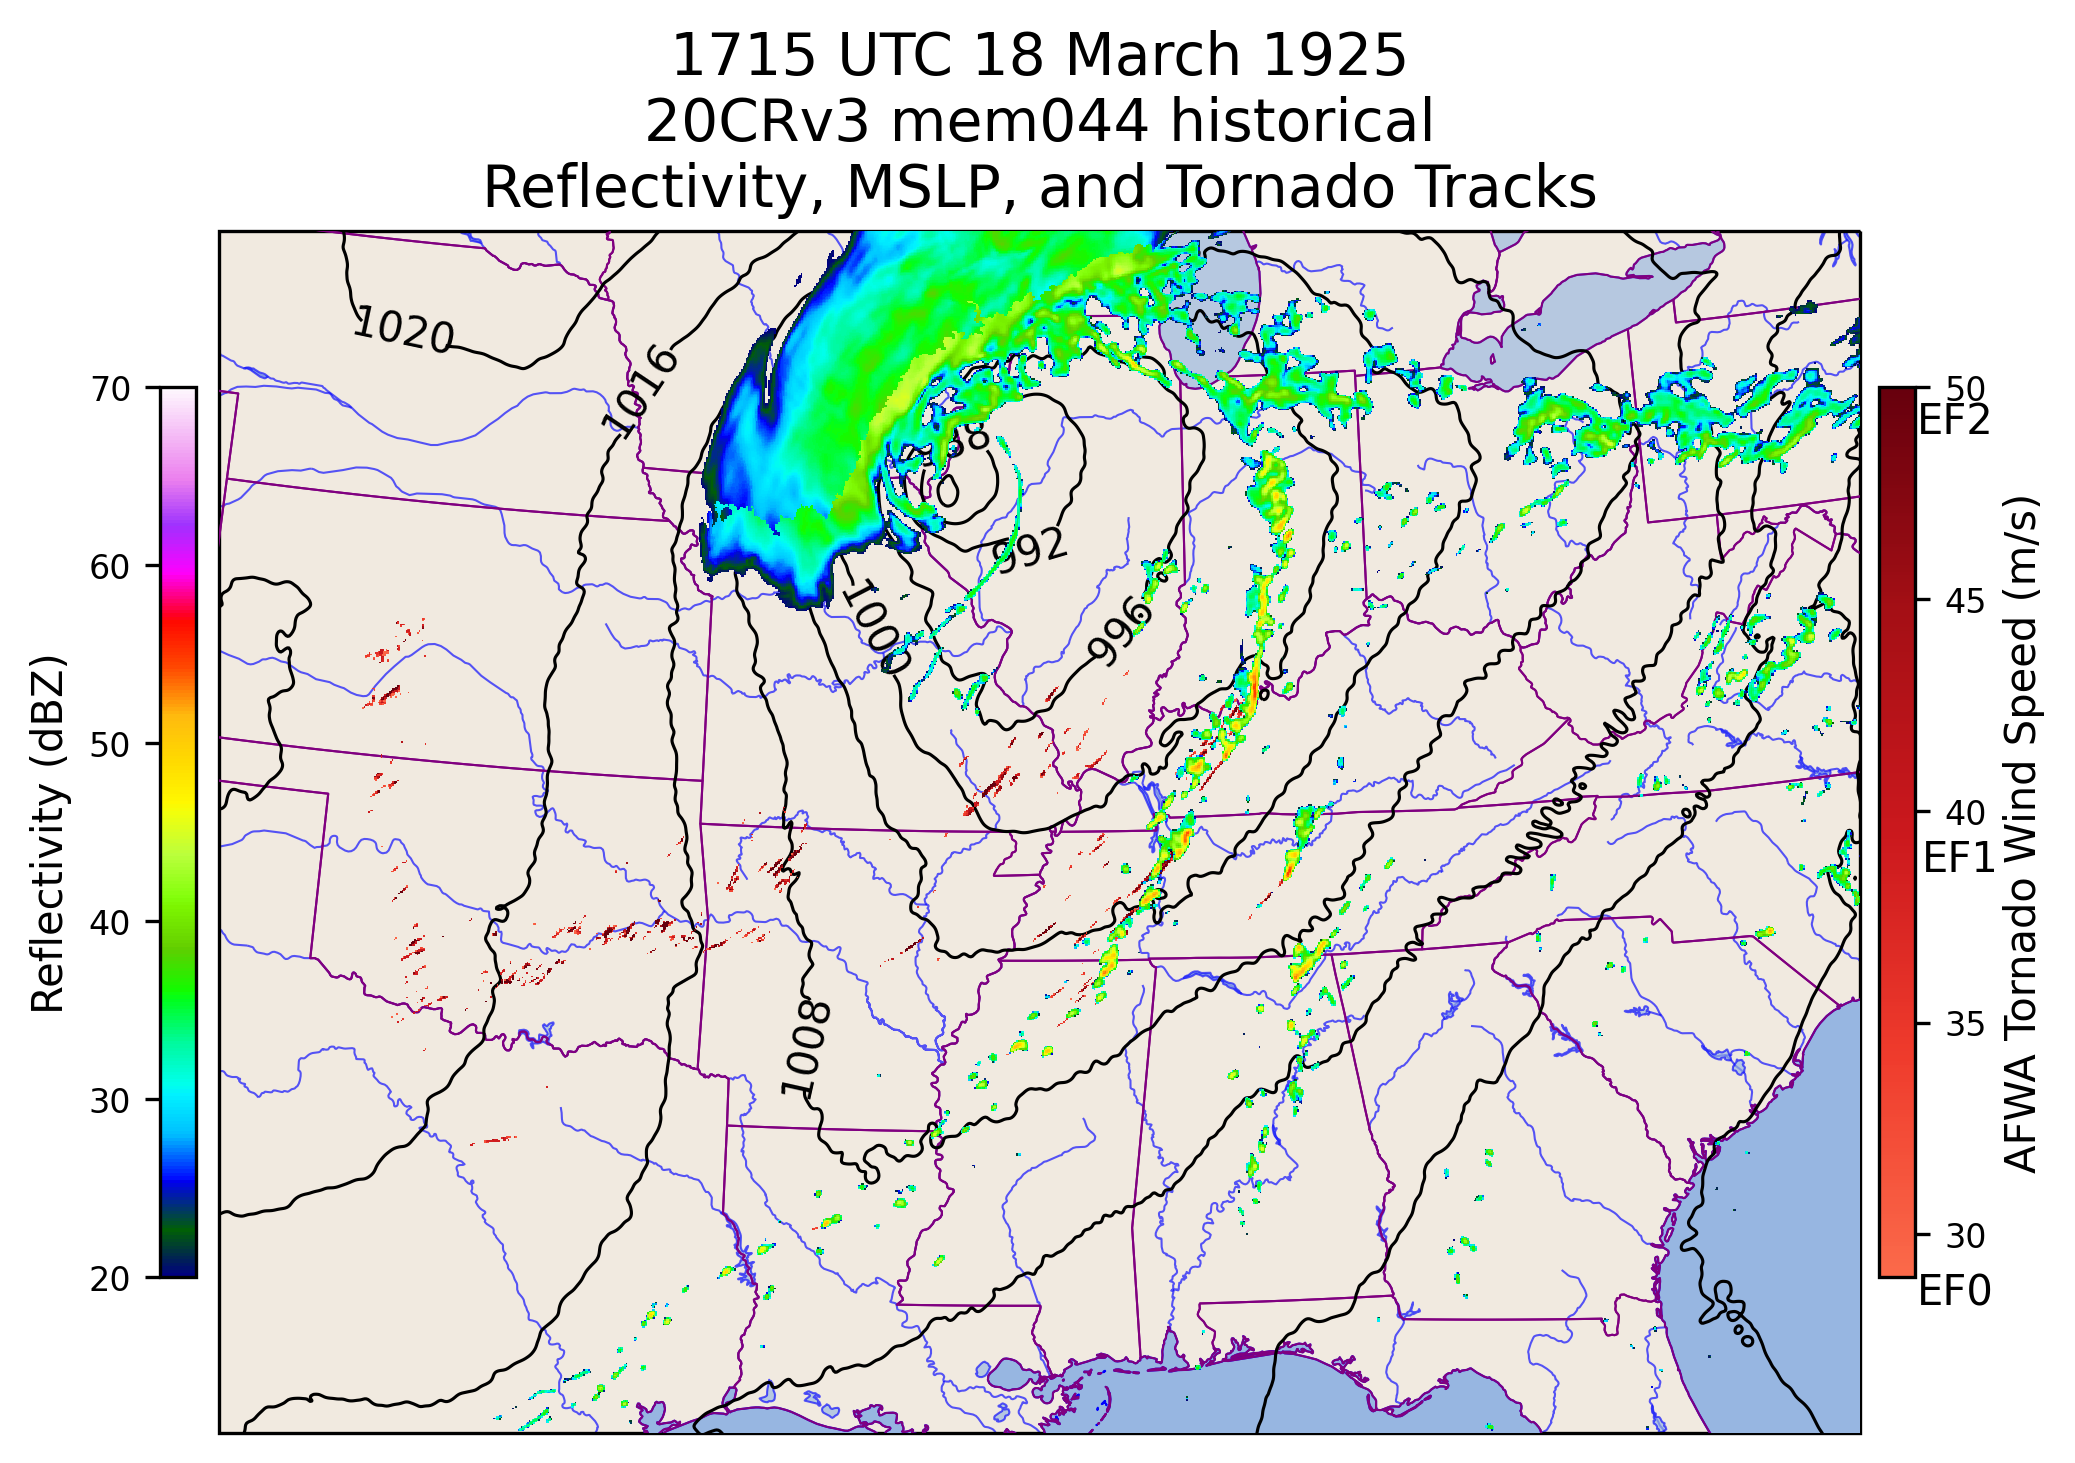 1715 UTC 18 March 1925
20CRv3 mem044 historical
Reflectivity, MSLP, and Tornado Tracks
1020
1016
992
996
1000
1008
70
60
50
40
30
20
Reflectivity (dBZ)
50
EF2
45
40
EF1
35
30
EF0
AFWA Tornado Wind Speed (m/s)